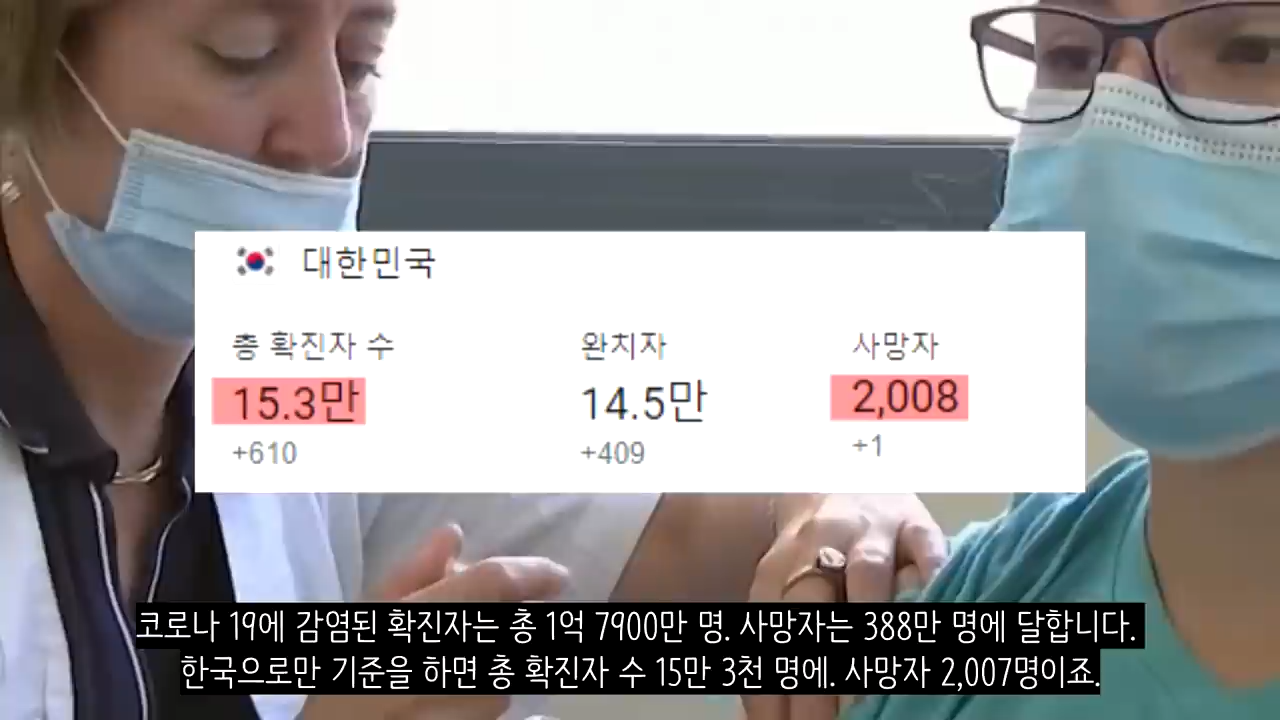 대한민국
총 확진자 수 완치자 사망자
15.3만 14.5만 2,008
+610 +409 +1
코로나 19에 감염된 확진자는 총 1억 7900만 명. 사망자는 388만 명에 달합니다.
한국으로만 기준을 하면 총 확진자 수 15만 3천 명에. 사망자 2,007명이죠.